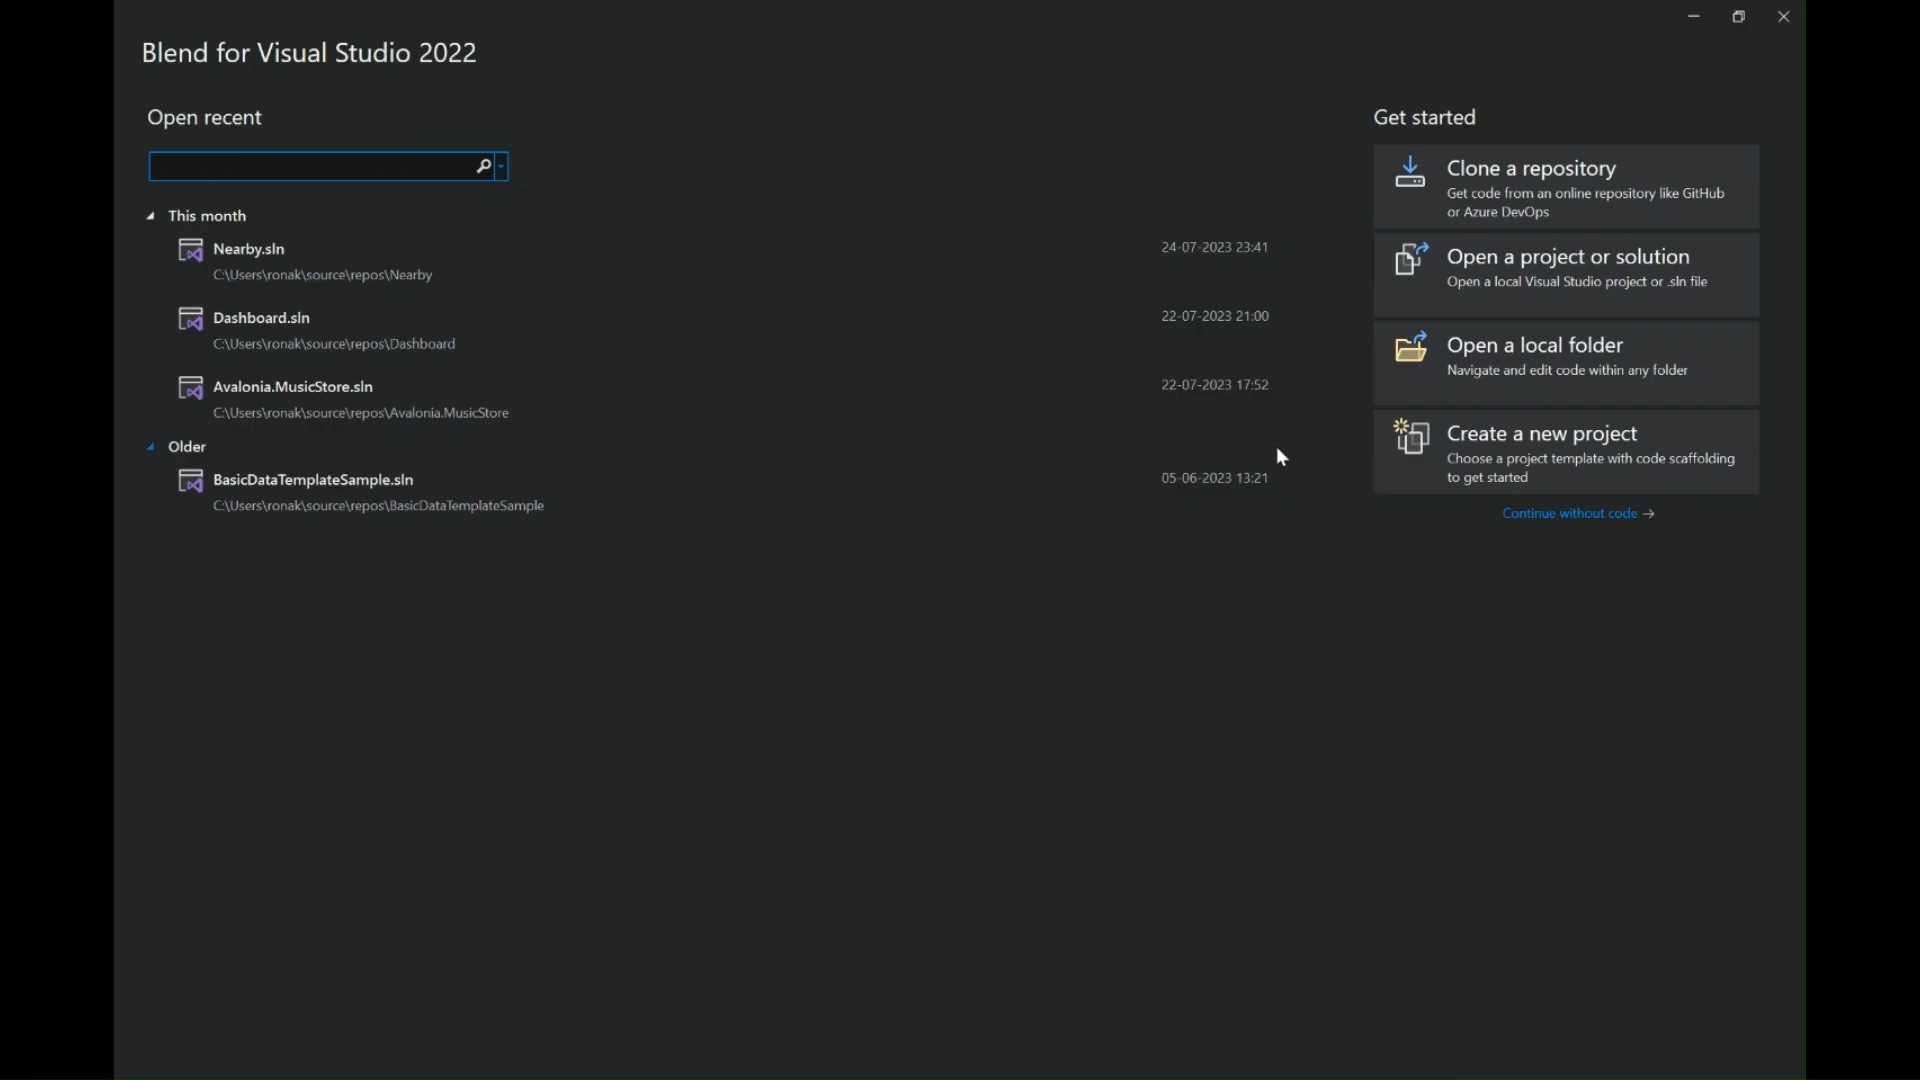 Blend for Visual Studio 2022
Open recent
This month
Nearby.sln
24-07-2023 23:41
C:\Users\ronak\source\repos\Nearby
Dashboard.sln
22-07-2023 21:00
C:\Users\ronak\source\repos\Dashboard
Avalonia.MusicStore.sln
22-07-2023 17:52
C:\Users\ronak\source\repos\Avalonia.MusicStore
Older
BasicDataTemplateSample.sln
05-06-2023 13:21
C:\Users\ronak\source\repos\BasicDataTemplateSample
Get started
Clone a repository
Get code from an online repository like GitHub
or Azure DevOps
Open a project or solution
Open a local Visual Studio project or .sln file
Open a local folder
Navigate and edit code within any folder
Create a new project
Choose a project template with code scaffolding
to get started
Continue without code →